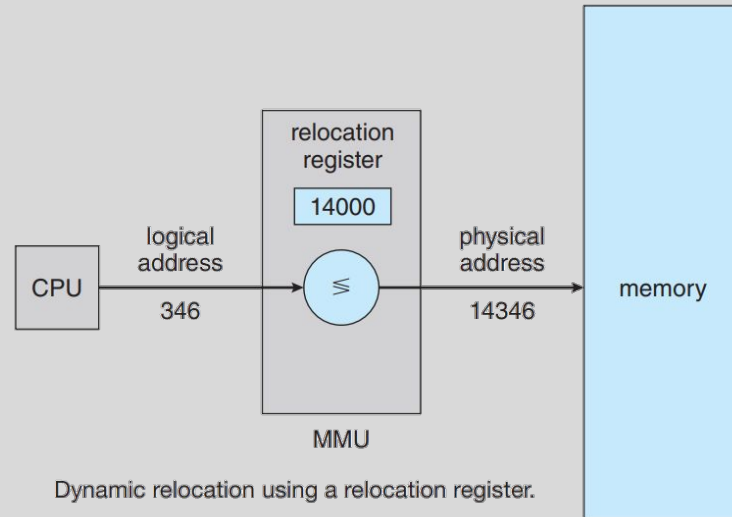 relocation
register
14000
logical
address
physical
address
CPU
≶
memory
346
14346
MMU
Dynamic relocation using a relocation register.